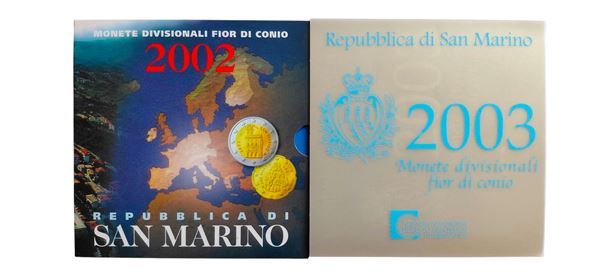 MONETE DIVISIONALI FIOR DI CONIO
2002
REPUBBLICA DI
SAN MARINO
Repubblica di San Marino
2003
Monete divisionali
fior di conio